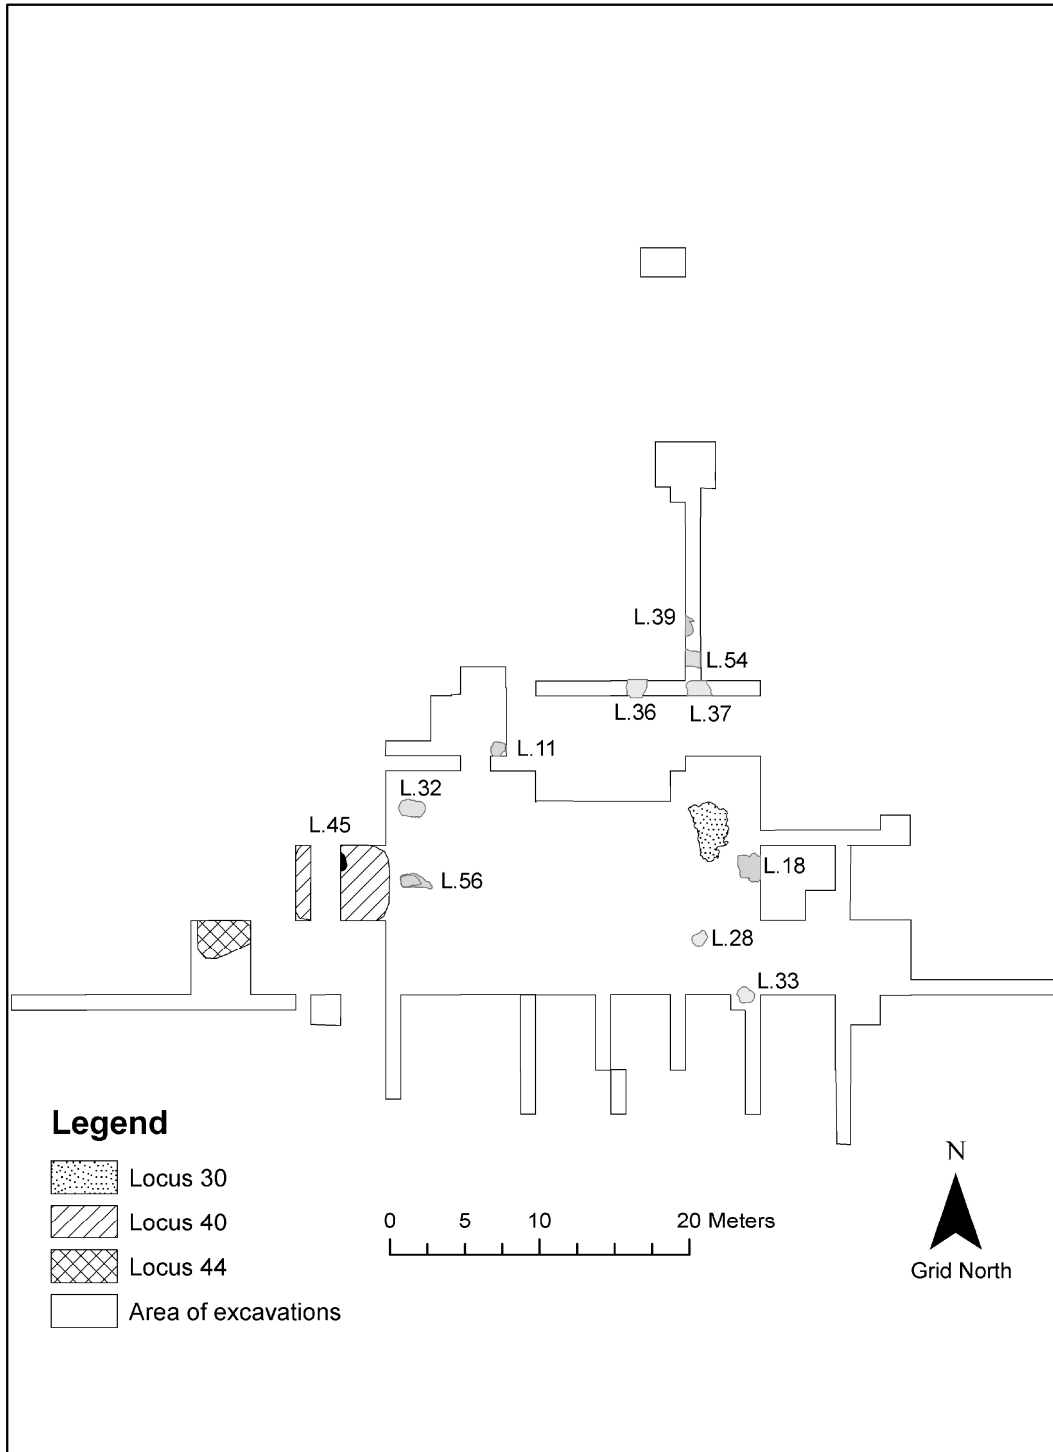 L.39
L.54
L.36
L.37
L.11
L.32
L.45
L.18
L.56
L.28
L.33
Legend
Locus 30
Locus 40
Locus 44
Area of excavations
0 5 10 20 Meters
N
Grid North